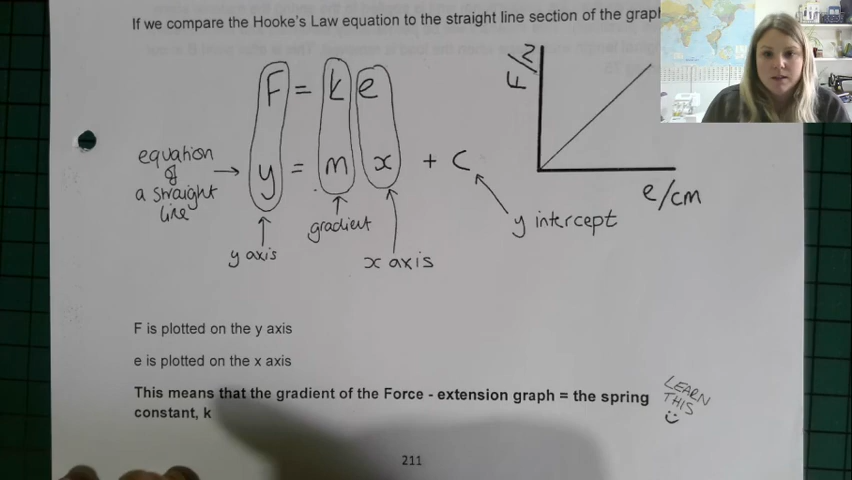 If we compare the Hooke's Law equation to the straight line section of the graph
F = k e
F/N
equation
of
a straight
line
→ y = m x + c
e/cm
gradient
y intercept
y axis
x axis
F is plotted on the y axis
e is plotted on the x axis
This means that the gradient of the Force - extension graph = the spring
constant, k
LEARN
THIS
211